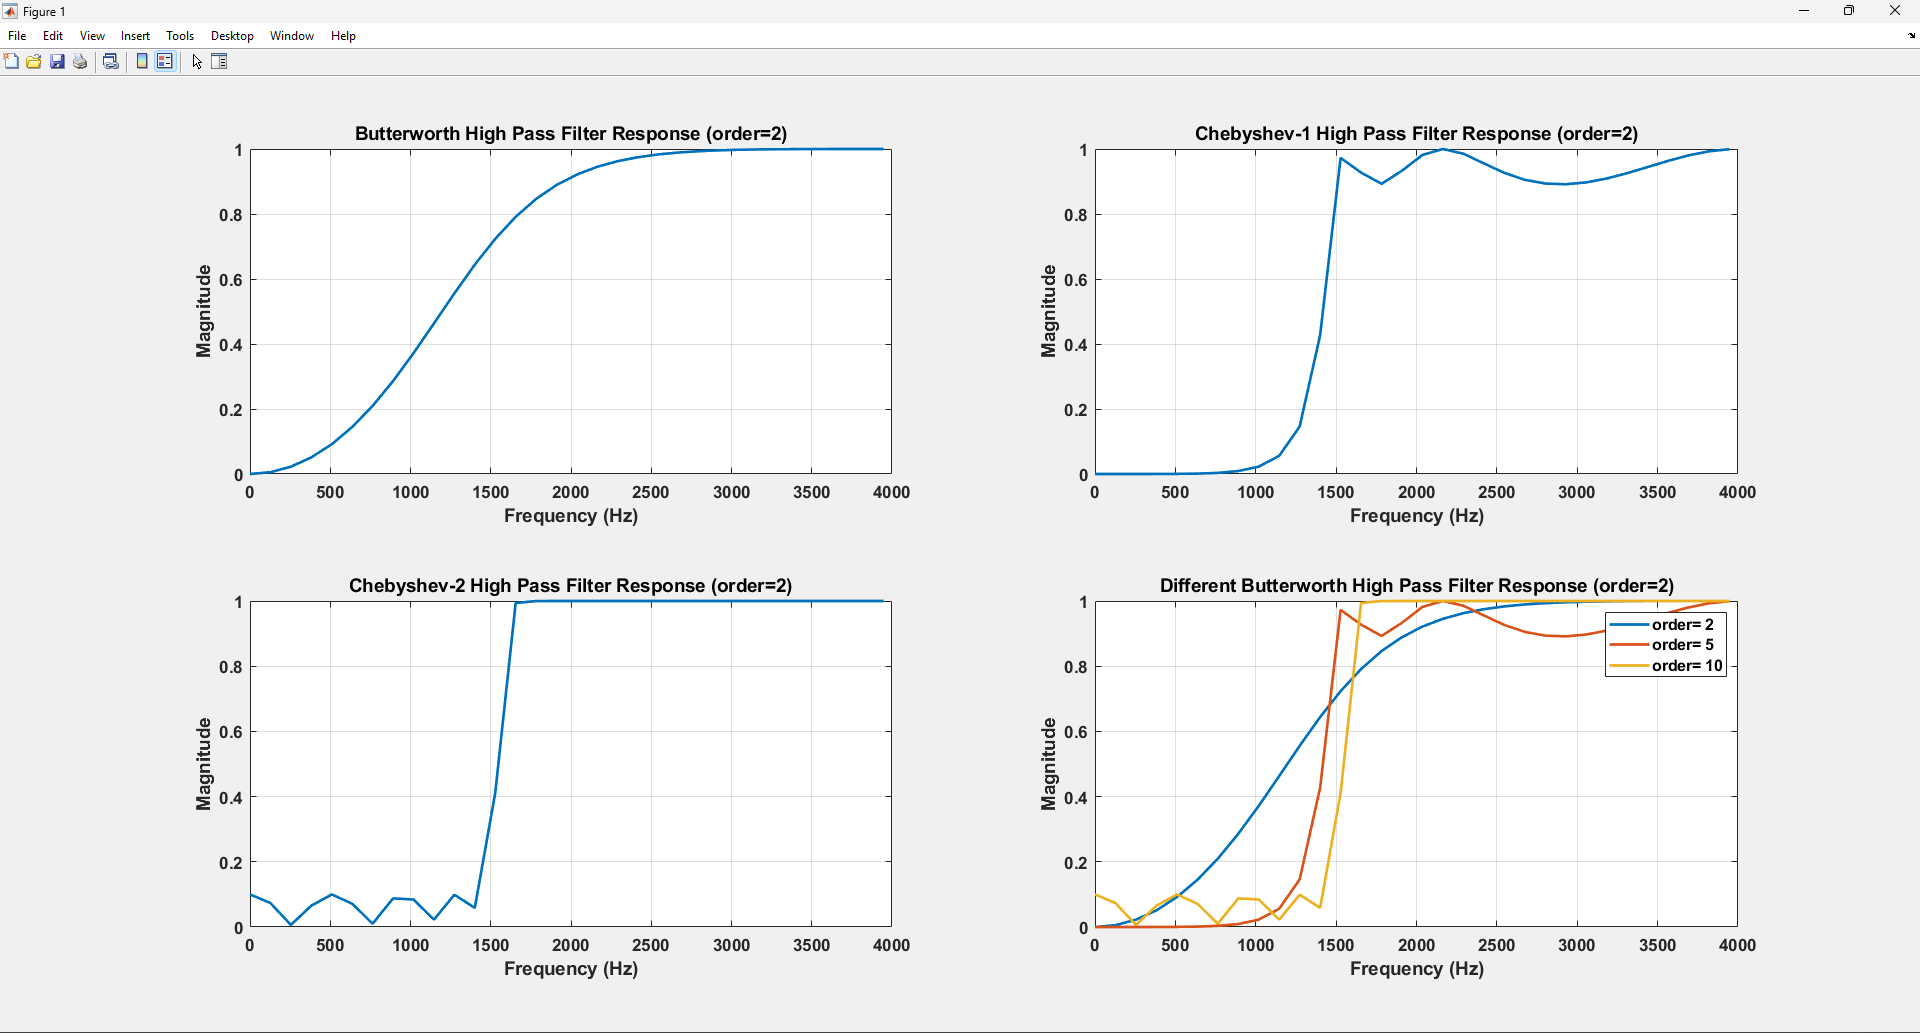 Figure 1
File Edit View Insert Tools Desktop Window Help
Butterworth High Pass Filter Response (order=2)
1
0.8
0.6
0.4
0.2
0
Magnitude
0 500 1000 1500 2000 2500 3000 3500 4000
Frequency (Hz)
Chebyshev-1 High Pass Filter Response (order=2)
1
0.8
0.6
0.4
0.2
0
Magnitude
0 500 1000 1500 2000 2500 3000 3500 4000
Frequency (Hz)
Chebyshev-2 High Pass Filter Response (order=2)
1
0.8
0.6
0.4
0.2
0
Magnitude
0 500 1000 1500 2000 2500 3000 3500 4000
Frequency (Hz)
Different Butterworth High Pass Filter Response (order=2)
1
0.8
0.6
0.4
0.2
0
Magnitude
order= 2
order= 5
order= 10
0 500 1000 1500 2000 2500 3000 3500 4000
Frequency (Hz)